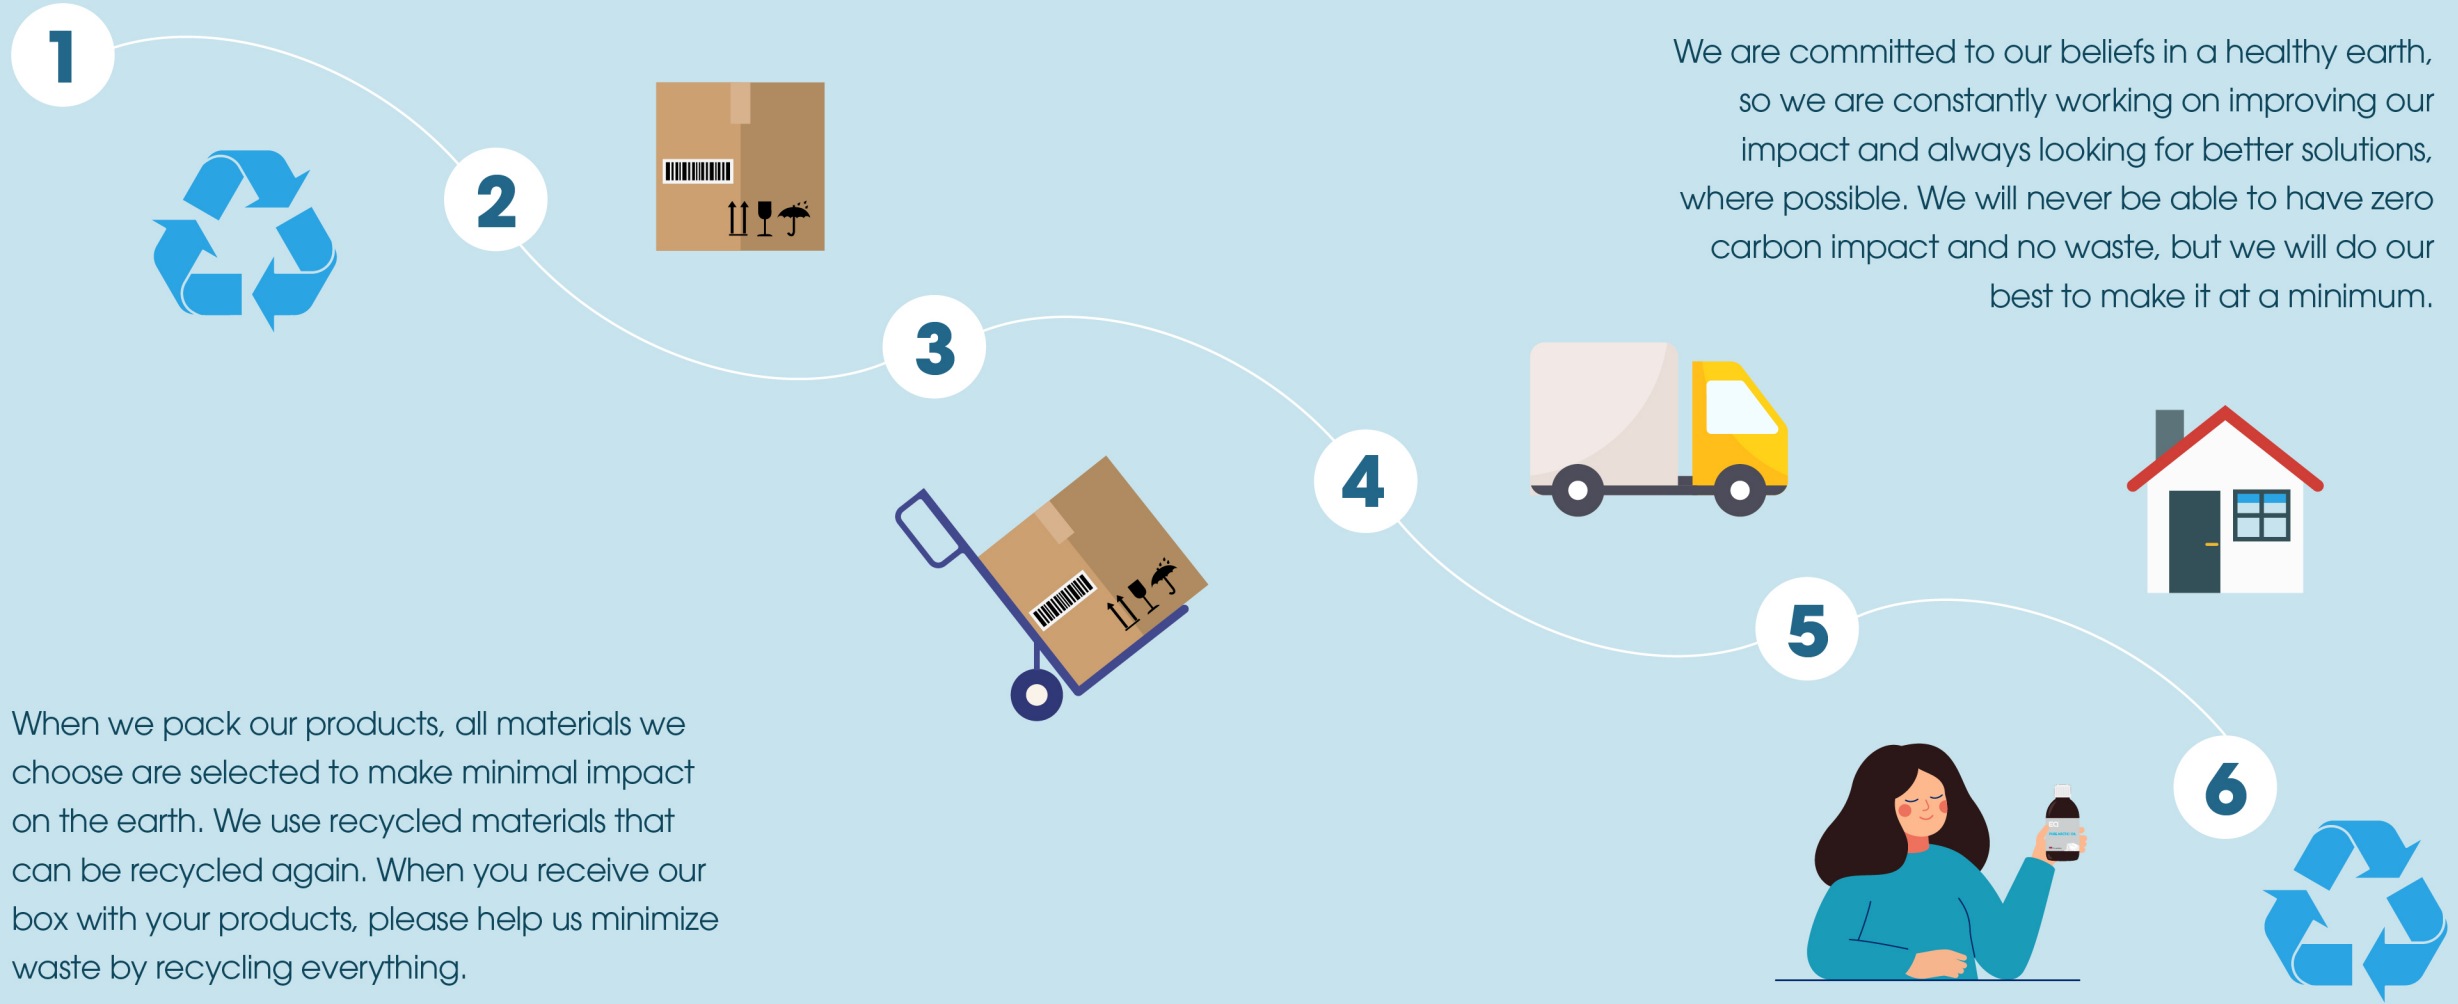 1
2
3
4
5
6
We are committed to our beliefs in a healthy earth,
so we are constantly working on improving our
impact and always looking for better solutions,
where possible. We will never be able to have zero
carbon impact and no waste, but we will do our
best to make it at a minimum.
When we pack our products, all materials we
choose are selected to make minimal impact
on the earth. We use recycled materials that
can be recycled again. When you receive our
box with your products, please help us minimize
waste by recycling everything.